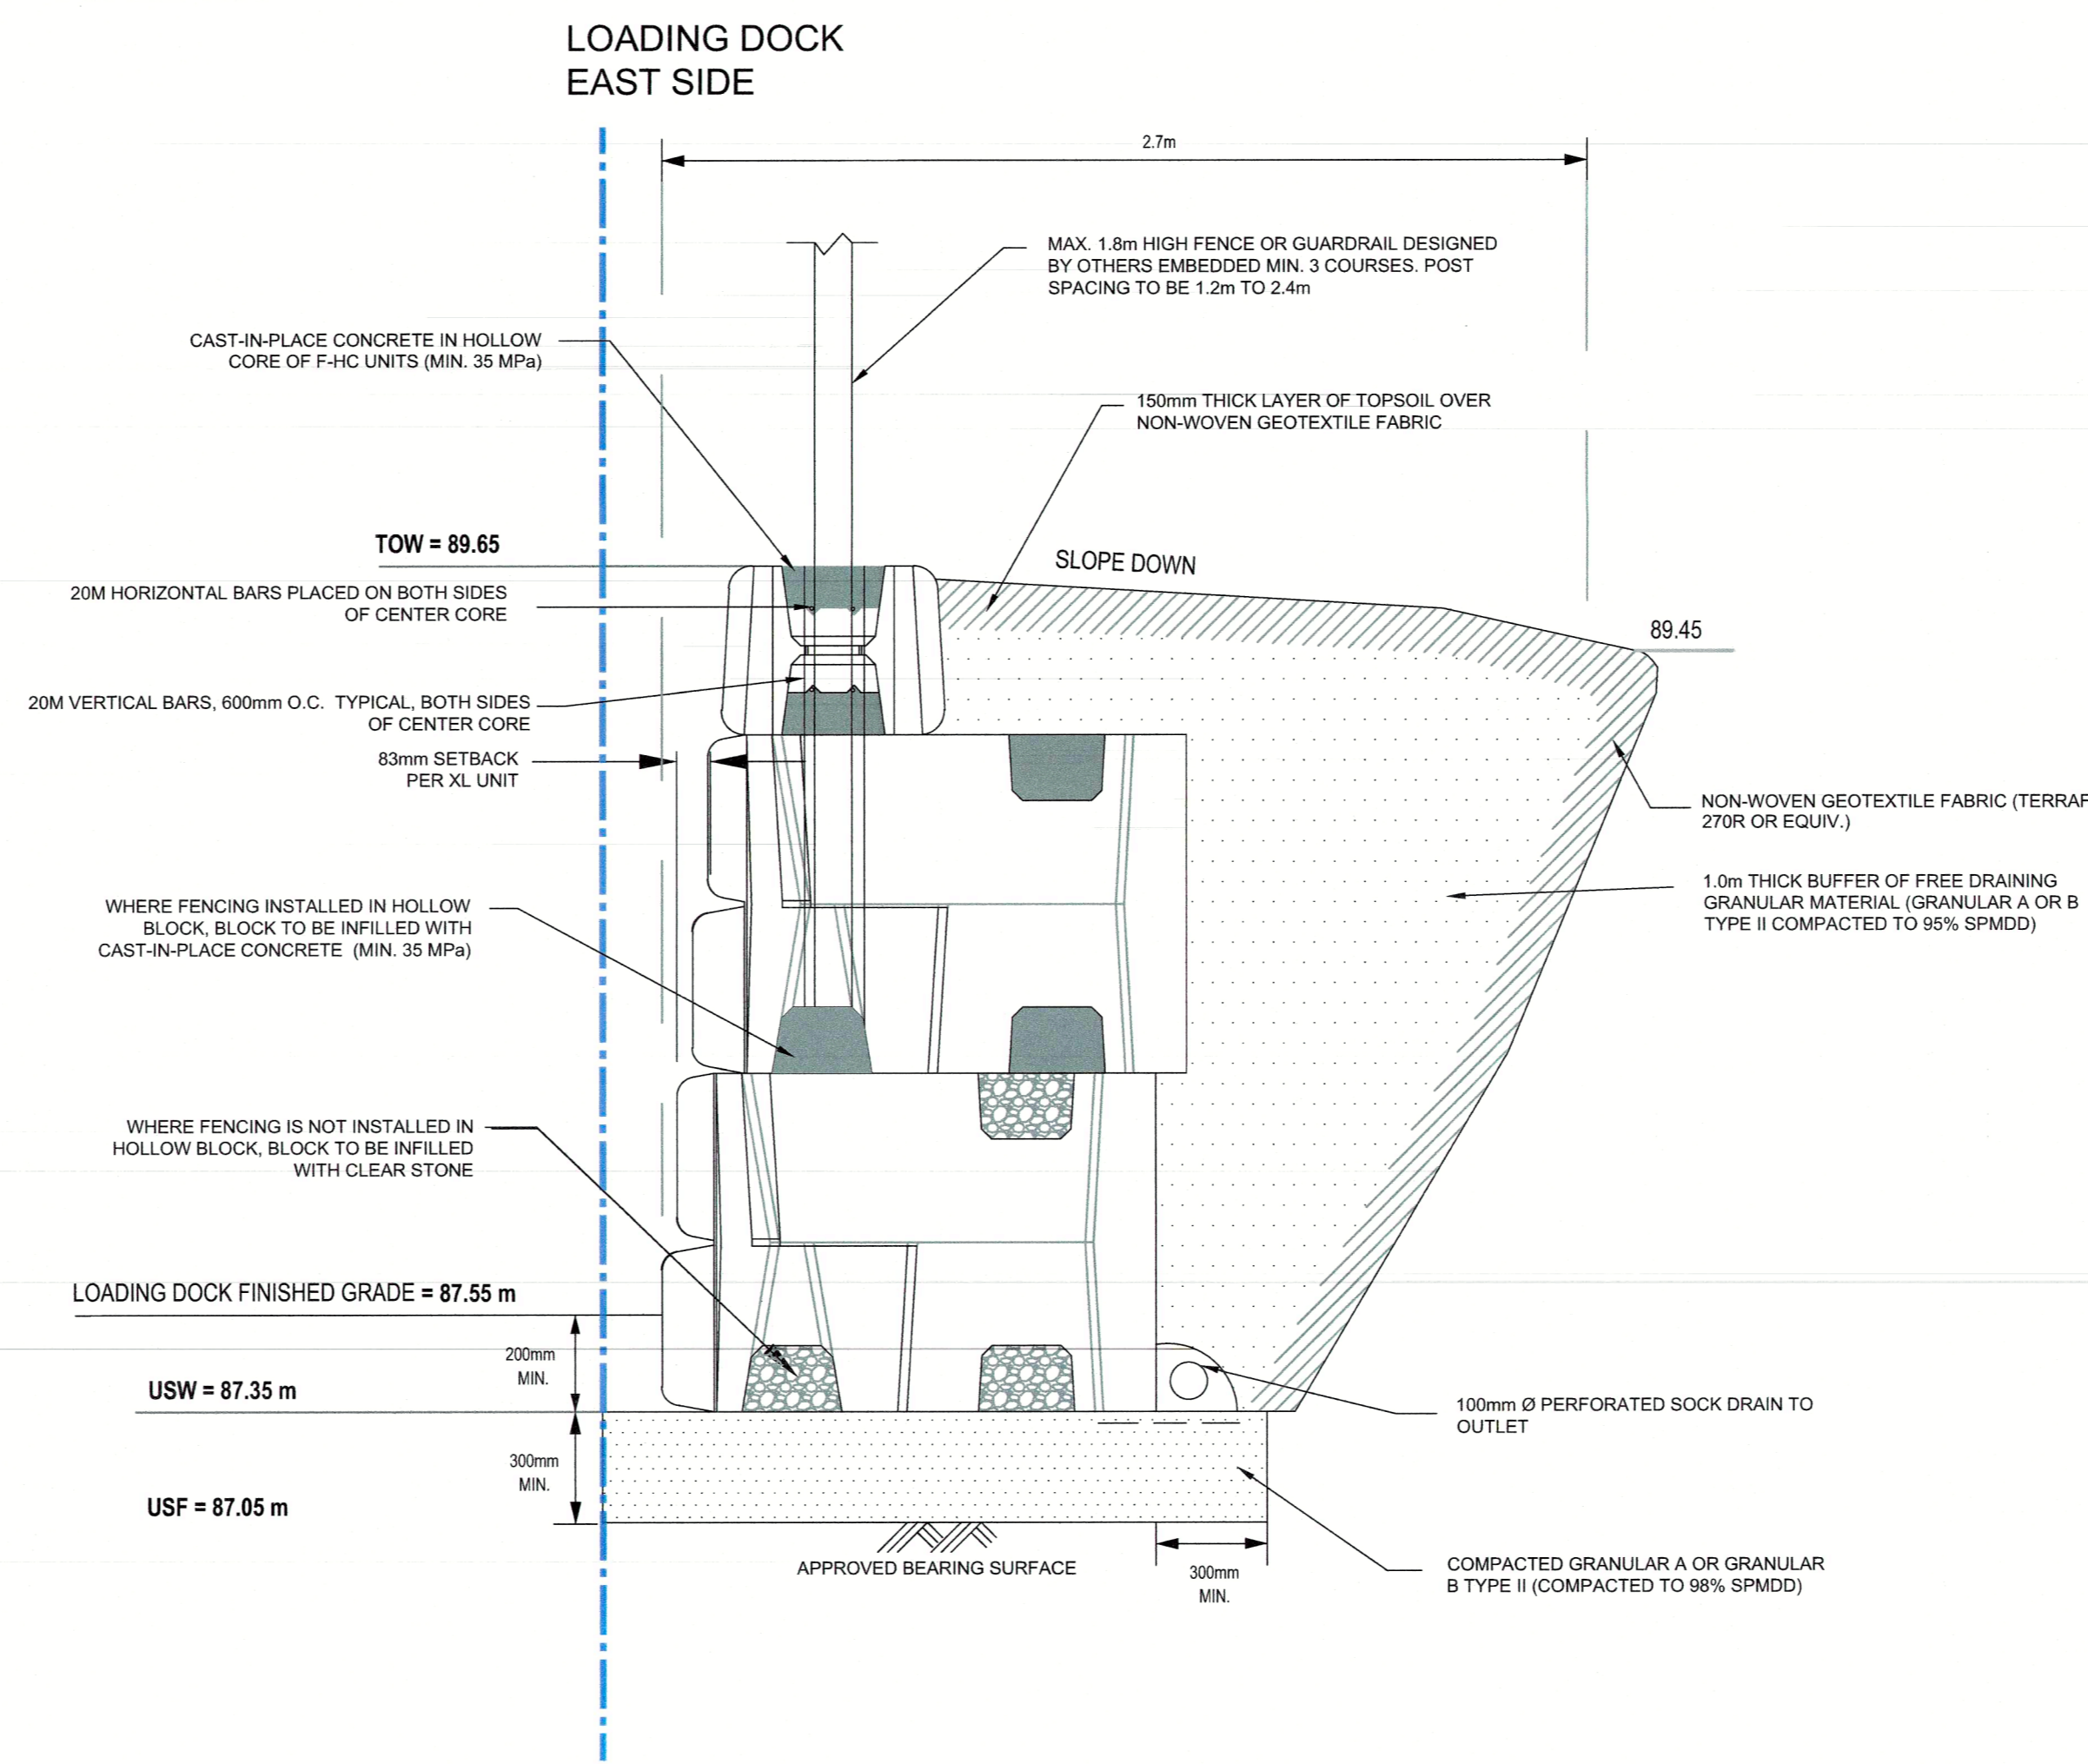 LOADING DOCK
EAST SIDE
2.7m
MAX. 1.8m HIGH FENCE OR GUARDRAIL DESIGNED
BY OTHERS EMBEDDED MIN. 3 COURSES. POST
SPACING TO BE 1.2m TO 2.4m
CAST-IN-PLACE CONCRETE IN HOLLOW
CORE OF F-HC UNITS (MIN. 35 MPa)
150mm THICK LAYER OF TOPSOIL OVER
NON-WOVEN GEOTEXTILE FABRIC
TOW = 89.65
SLOPE DOWN
20M HORIZONTAL BARS PLACED ON BOTH SIDES
OF CENTER CORE
89.45
20M VERTICAL BARS, 600mm O.C. TYPICAL, BOTH SIDES
OF CENTER CORE
83mm SETBACK
PER XL UNIT
NON-WOVEN GEOTEXTILE FABRIC (TERRAF
270R OR EQUIV.)
1.0m THICK BUFFER OF FREE DRAINING
GRANULAR MATERIAL (GRANULAR A OR B
TYPE II COMPACTED TO 95% SPMDD)
WHERE FENCING INSTALLED IN HOLLOW
BLOCK, BLOCK TO BE INFILLED WITH
CAST-IN-PLACE CONCRETE (MIN. 35 MPa)
WHERE FENCING IS NOT INSTALLED IN
HOLLOW BLOCK, BLOCK TO BE INFILLED
WITH CLEAR STONE
LOADING DOCK FINISHED GRADE = 87.55 m
200mm
MIN.
USW = 87.35 m
100mm Ø PERFORATED SOCK DRAIN TO
OUTLET
300mm
MIN.
USF = 87.05 m
APPROVED BEARING SURFACE
300mm
MIN.
COMPACTED GRANULAR A OR GRANULAR
B TYPE II (COMPACTED TO 98% SPMDD)